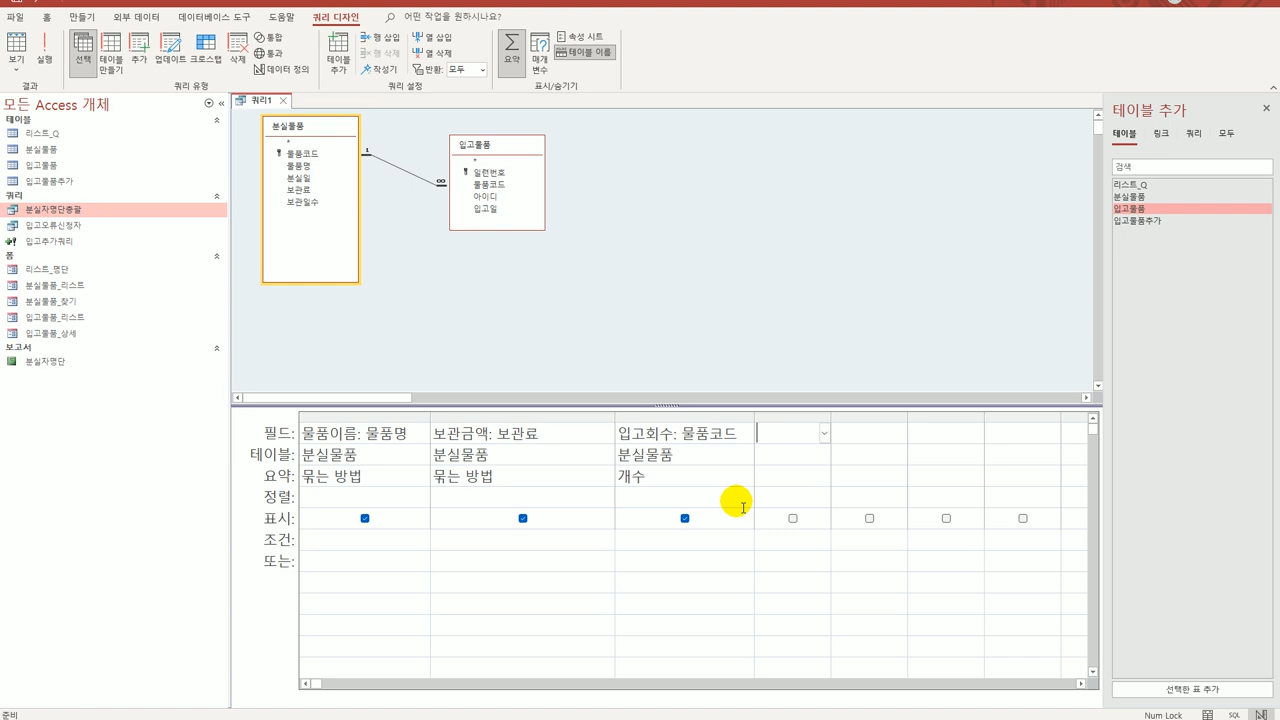 파일 홈 만들기 외부 데이터 데이터베이스 도구 도움말 쿼리 디자인 어떤 작업을 원하시나요?
보기 실행 선택 테이블 만들기 추가 업데이트 크로스탭 삭제 통합 통과 데이터 정의 테이블 추가 행 삽입 행 삭제 작성기 열 삽입 열 삭제 반환: 모두 요약 매개 변수 속성 시트 테이블 이름
결과 쿼리 유형 쿼리 설정 표시/숨기기
모든 Access 개체
테이블
리스트_Q
분실물품
입고물품
입고물품추가
쿼리
분실자명단총괄
입고오류신청자
입고추가쿼리
폼
리스트_명단
분실물품_리스트
분실물품_찾기
입고물품_리스트
입고물품_상세
보고서
분실자명단
쿼리1
분실물품
*
물품코드
물품명
분실일
보관료
보관일수
1
∞
입고물품
*
일련번호
물품코드
아이디
입고일
필드: 물품이름: 물품명 보관금액: 보관료 입고회수: 물품코드
테이블: 분실물품 분실물품 분실물품
요약: 묶는 방법 묶는 방법 개수
정렬:
표시:
조건:
또는:
테이블 추가
테이블 링크 쿼리 모두
검색
리스트_Q
분실물품
입고물품
입고물품추가
선택한 표 추가
준비 Num Lock SQL